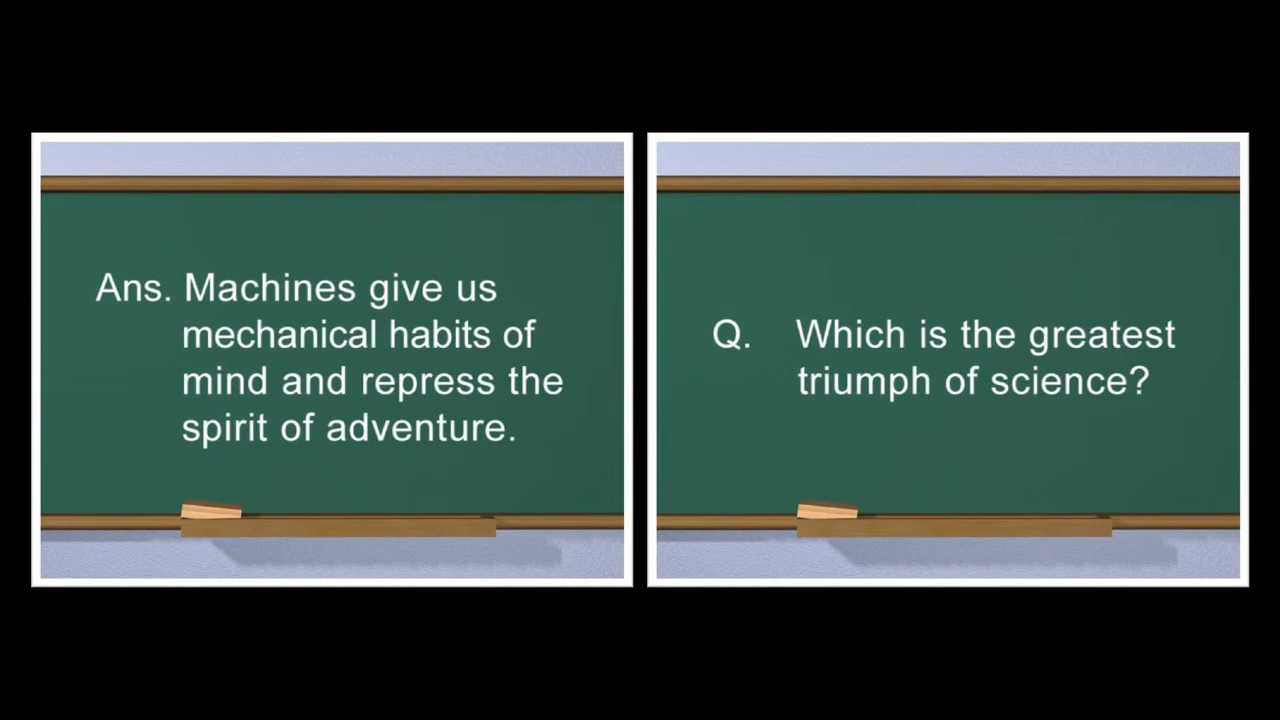 Ans. Machines give us
mechanical habits of
mind and repress the
spirit of adventure.
Q. Which is the greatest
triumph of science?